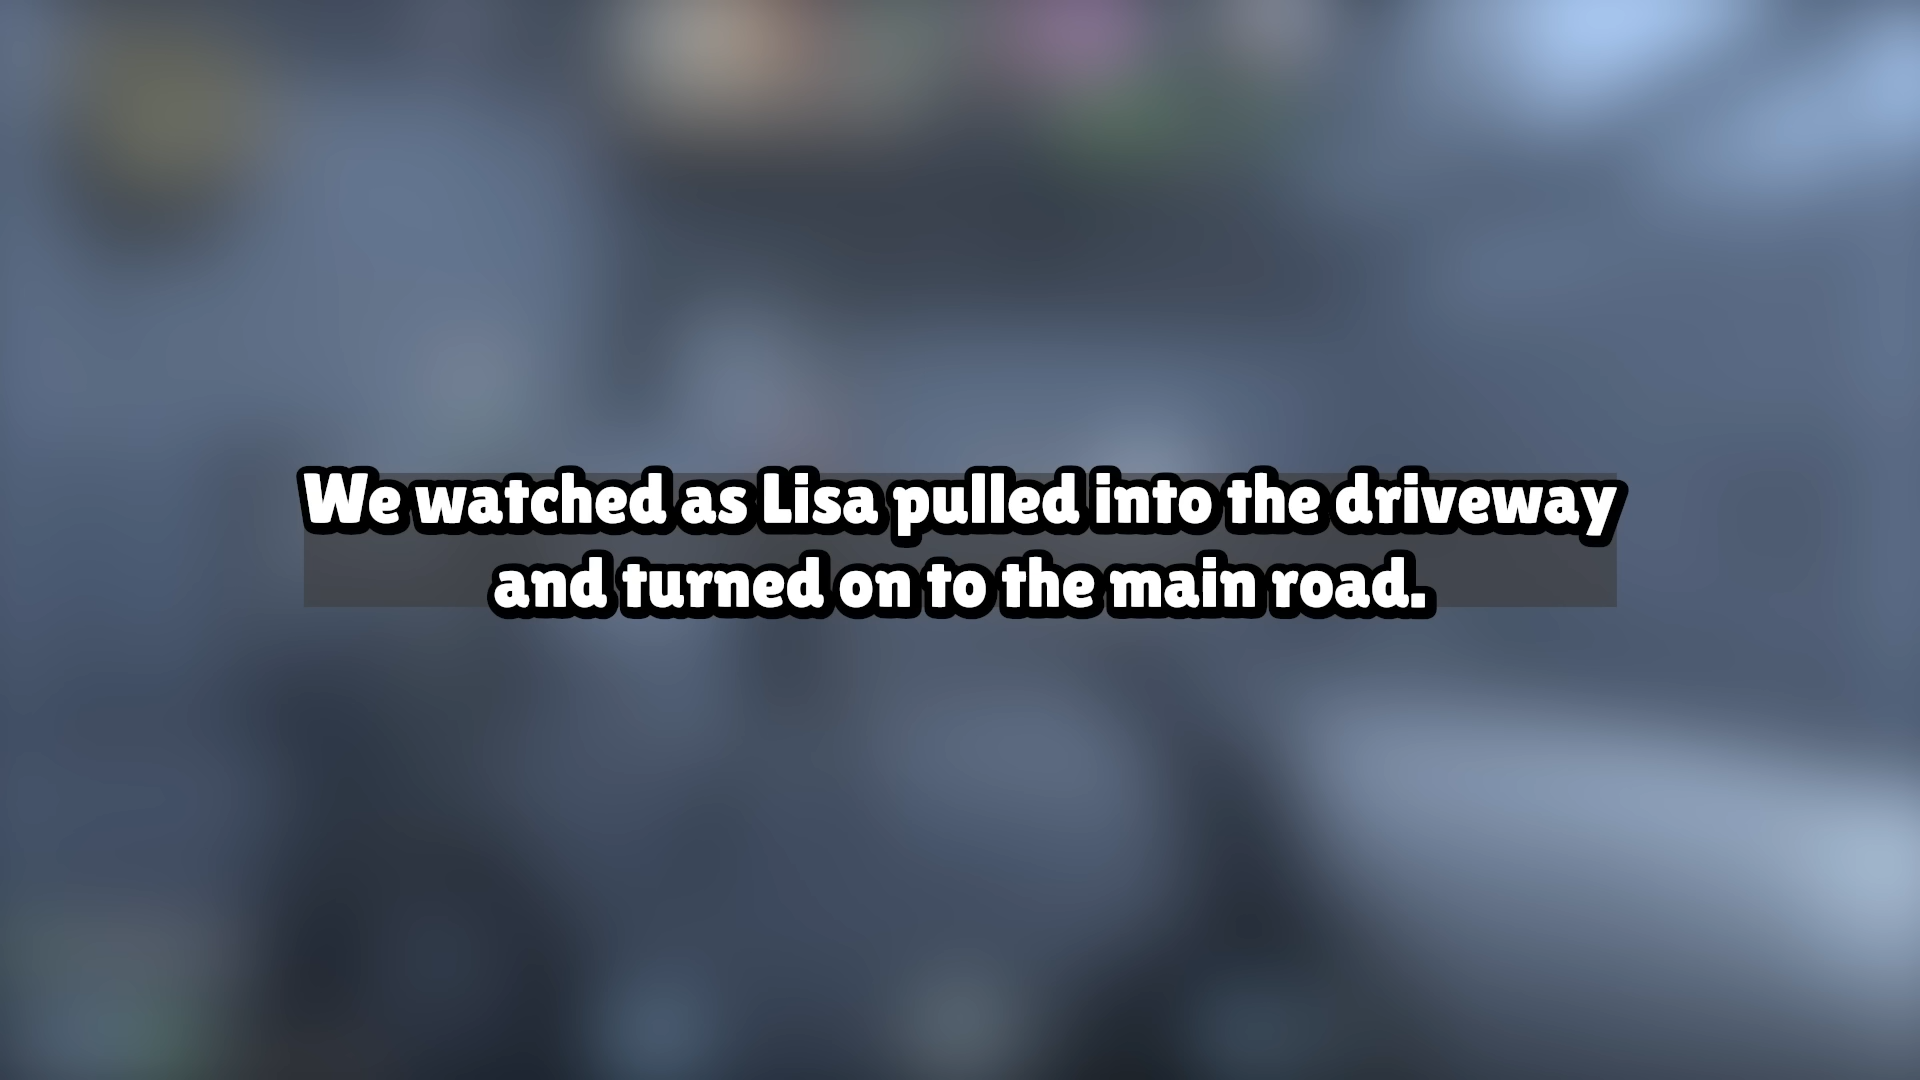 We watched as Lisa pulled into the driveway
and turned on to the main road.